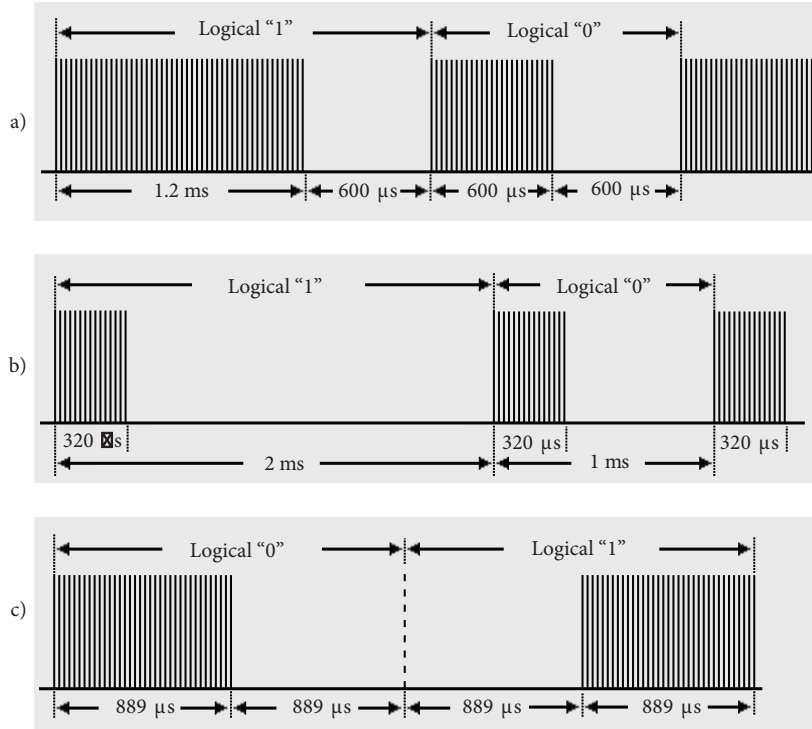 Logical “1” Logical “0”
a)
1.2 ms 600 μs 600 μs 600 μs
Logical “1” Logical “0”
b)
320 s 320 μs 320 μs
2 ms 1 ms
Logical “0” Logical “1”
c)
889 μs 889 μs 889 μs 889 μs